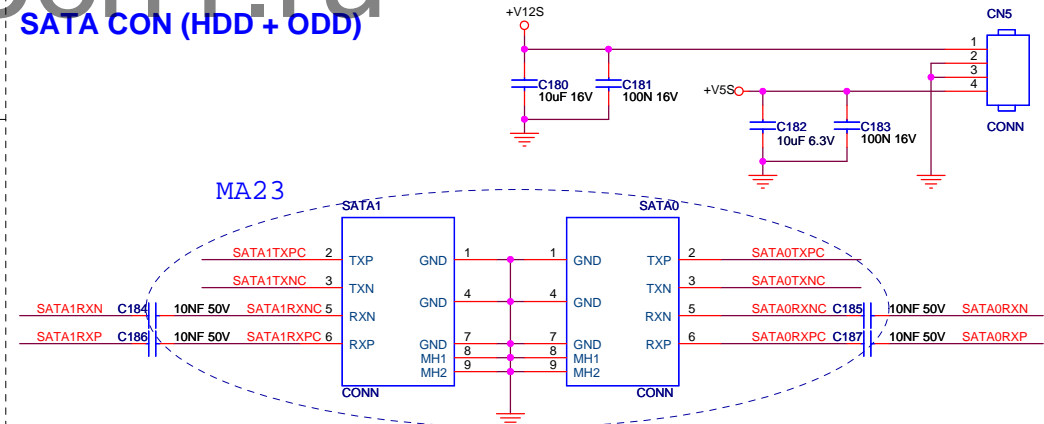 SATA CON (HDD + ODD)
+V12S
CN5
1
2
3
4
CONN
C180
10uF 16V
C181
100N 16V
+V5S
C182
10uF 6.3V
C183
100N 16V
MA23
SATA1
SATA0
SATA1TXPC 2 TXP GND 1
1 GND TXP 2 SATA0TXPC
SATA1TXNC 3 TXN
TXN 3 SATA0TXNC
GND 4
4 GND
SATA1RXN C184 10NF 50V SATA1RXNC 5 RXN
RXN 5 SATA0RXNC C185 10NF 50V SATA0RXN
SATA1RXP C186 10NF 50V SATA1RXPC 6 RXP GND 7
7 GND RXP 6 SATA0RXPC C187 10NF 50V SATA0RXP
MH1 8
8 MH1
MH2 9
9 MH2
CONN
CONN